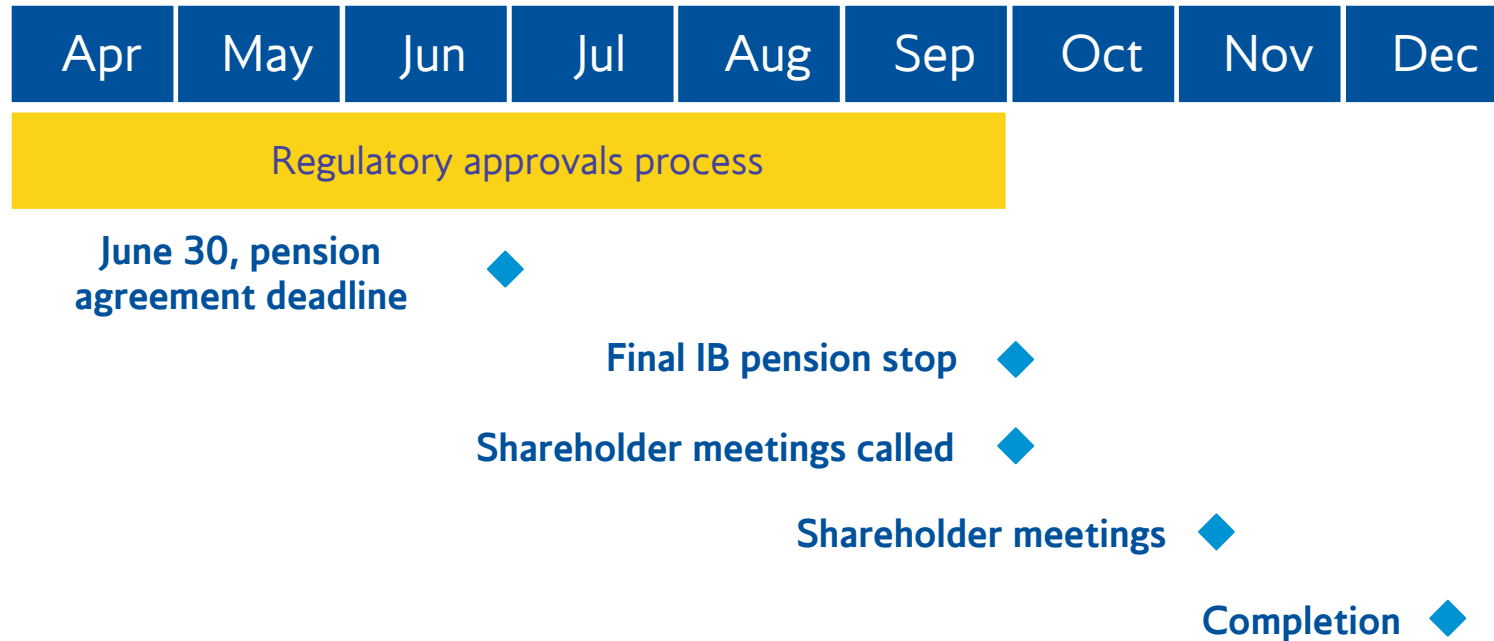 Apr May Jun Jul Aug Sep Oct Nov Dec
Regulatory approvals process
June 30, pension
agreement deadline
Final IB pension stop
Shareholder meetings called
Shareholder meetings
Completion